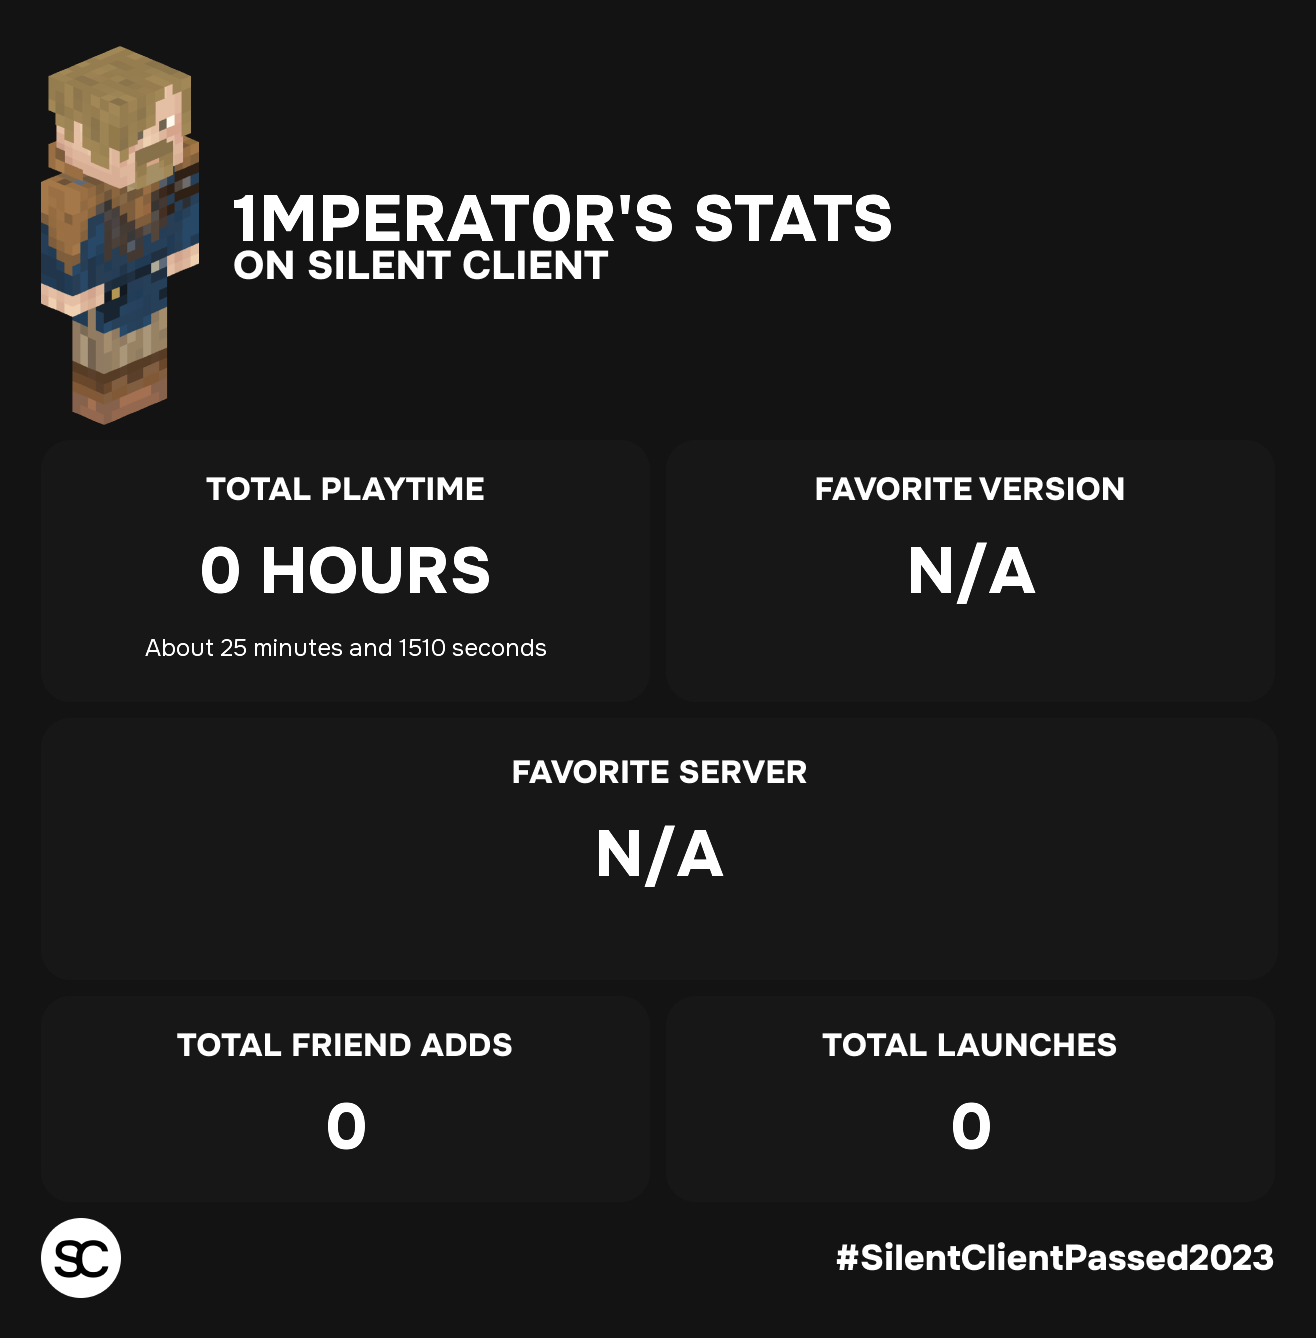 1MPERAT0R'S STATS
ON SILENT CLIENT
TOTAL PLAYTIME
0 HOURS
About 25 minutes and 1510 seconds
FAVORITE VERSION
N/A
FAVORITE SERVER
N/A
TOTAL FRIEND ADDS
0
TOTAL LAUNCHES
0
SC
#SilentClientPassed2023